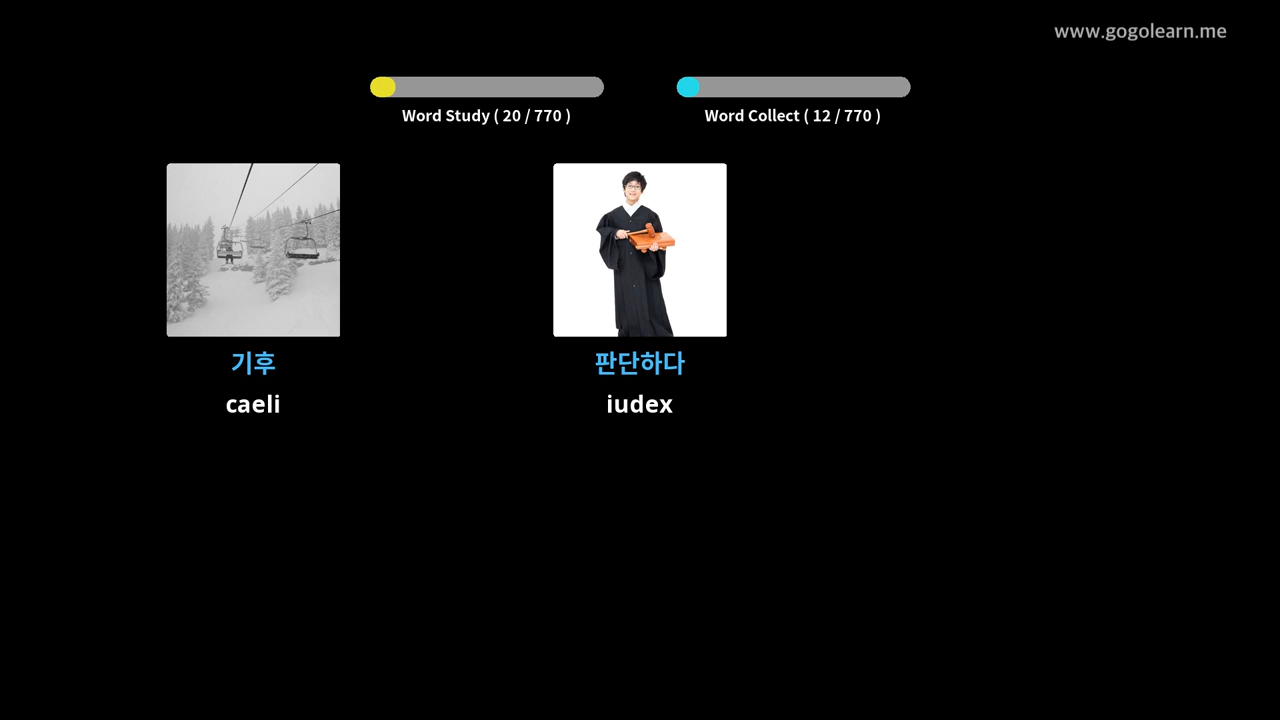 www.gogolearn.me
Word Study ( 20 / 770 )
Word Collect ( 12 / 770 )
기후
caeli
판단하다
iudex